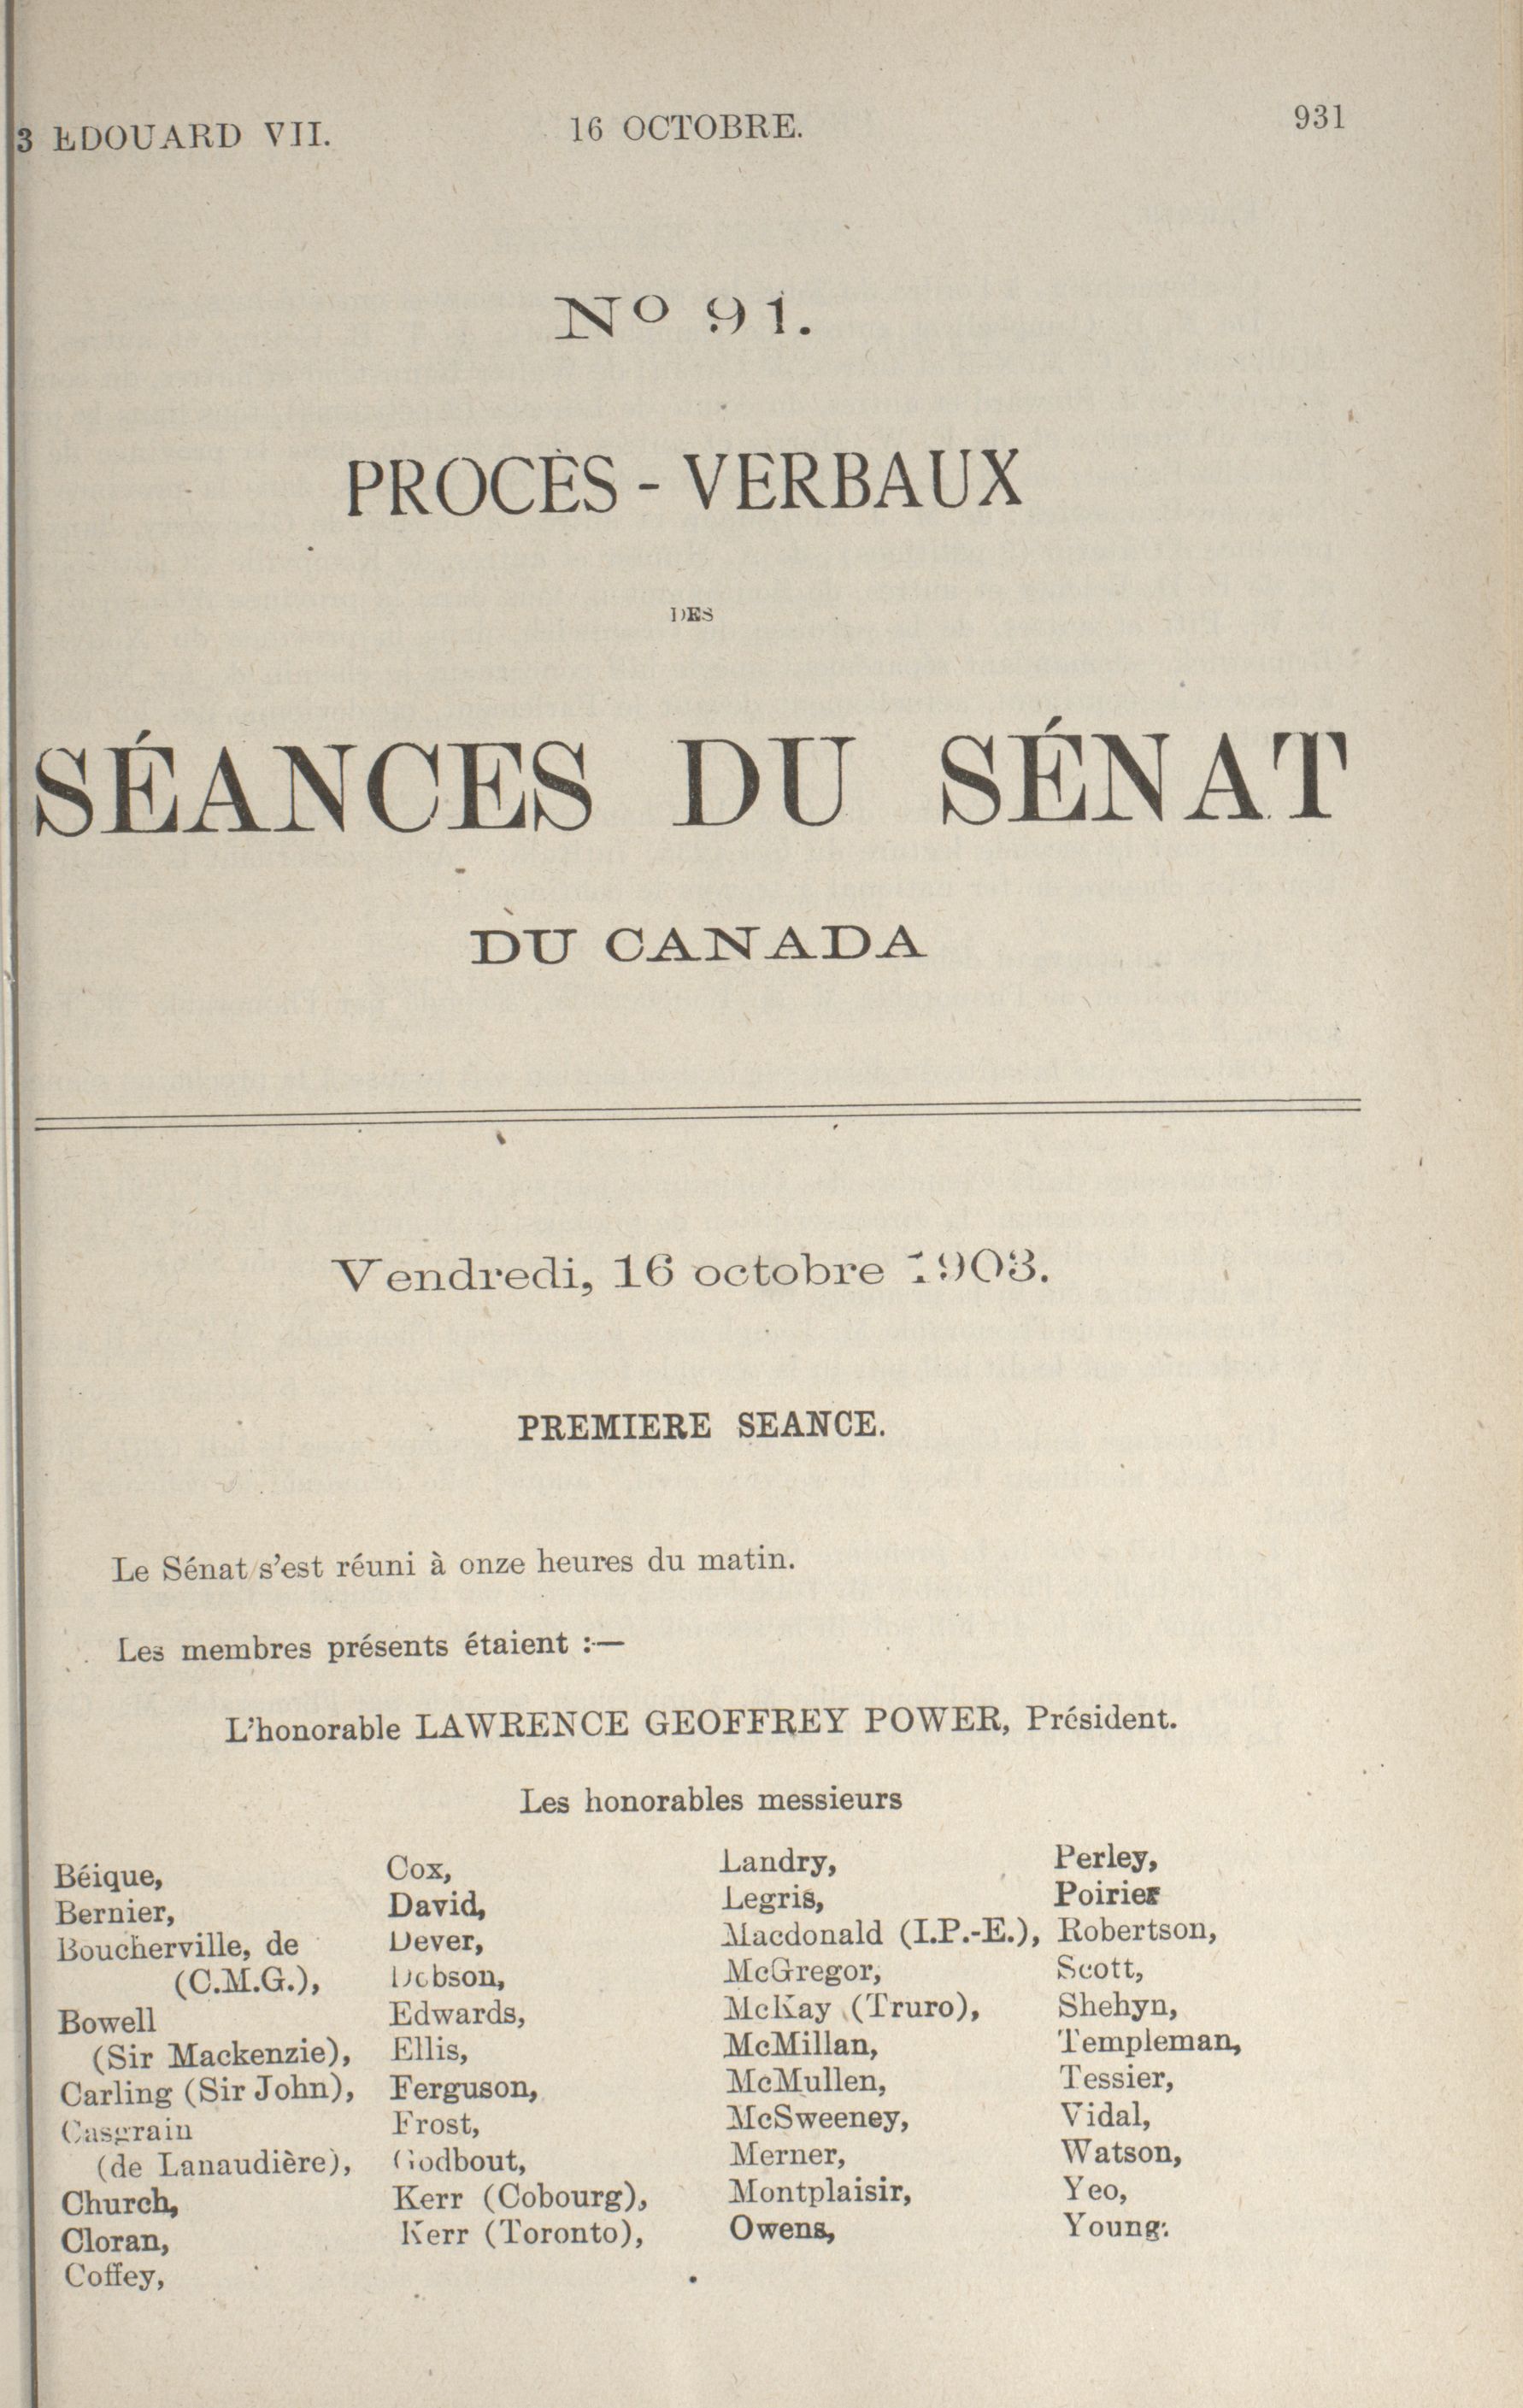 3 EDOUARD VII.
16 OCTOBRE.
931
No 91.
PROCÈS - VERBAUX
DES
SÉANCES DU SÉNAT
DU CANADA
Vendredi, 16 octobre 1903.
PREMIERE SEANCE.
Le Sénat s'est réuni à onze heures du matin.
Les membres présents étaient :—
L'honorable LAWRENCE GEOFFREY POWER, Président.
Les honorables messieurs
Béique,
Bernier,
Boucherville, de
(C.M.G.),
Bowell
(Sir Mackenzie),
Carling (Sir John),
Casgrain
(de Lanaudière),
Church,
Cloran,
Coffey,
Cox,
David,
Dever,
Dobson,
Edwards,
Ellis,
Ferguson,
Frost,
Godbout,
Kerr (Cobourg),
Kerr (Toronto),
Landry,
Legris,
Macdonald (I.P.-E.),
McGregor,
McKay (Truro),
McMillan,
McMullen,
McSweeney,
Merner,
Montplaisir,
Owens,
Perley,
Poirier
Robertson,
Scott,
Shehyn,
Templeman,
Tessier,
Vidal,
Watson,
Yeo,
Young.